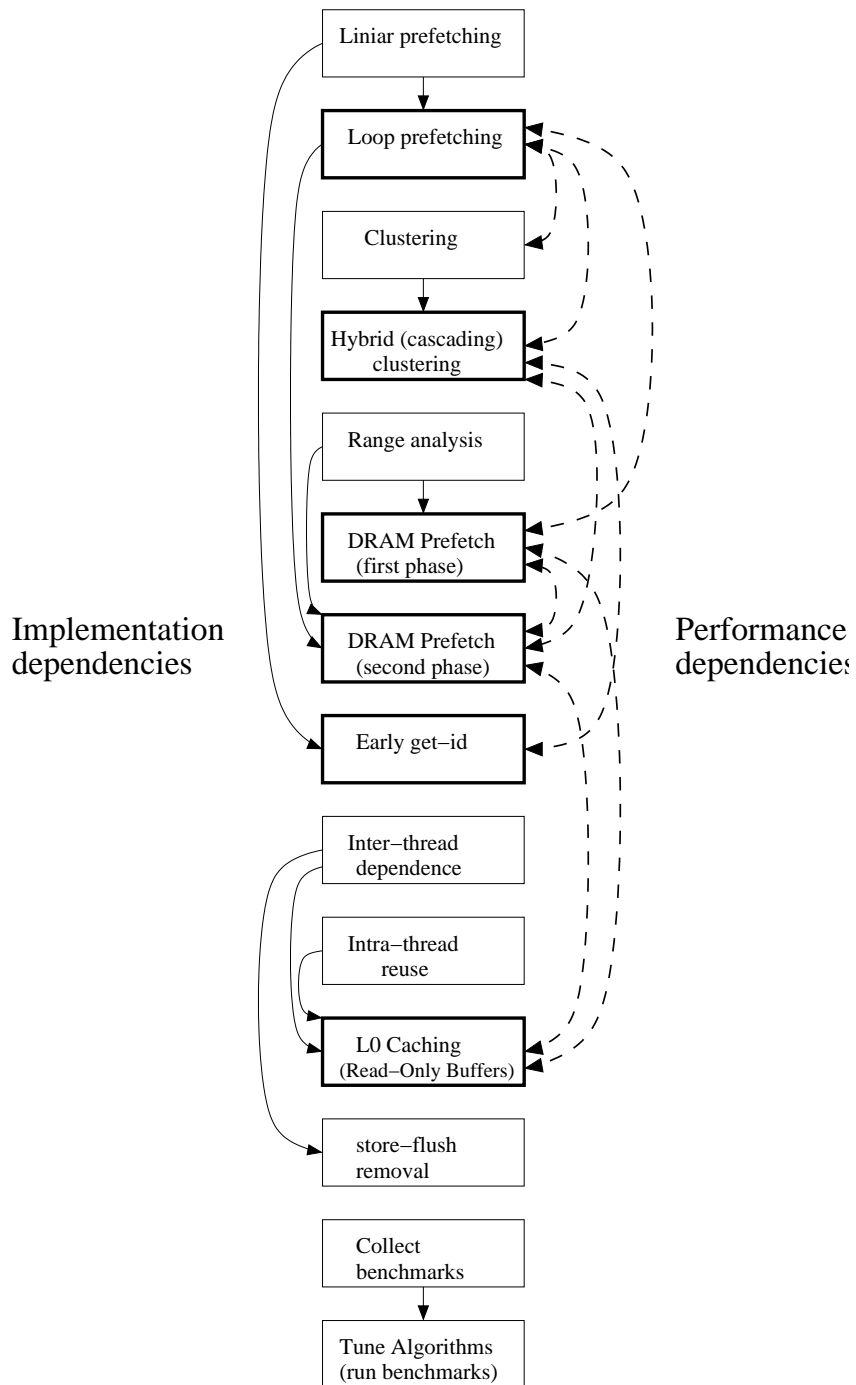 Liniar prefetching
Loop prefetching
Clustering
Hybrid (cascading)
clustering
Range analysis
DRAM Prefetch
(first phase)
Implementation
dependencies
DRAM Prefetch
(second phase)
Performance
dependencies
Early get−id
Inter−thread
dependence
Intra−thread
reuse
L0 Caching
(Read−Only Buffers)
store−flush
removal
Collect
benchmarks
Tune Algorithms
(run benchmarks)